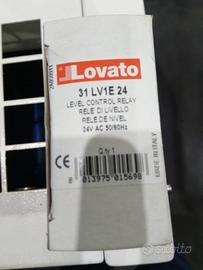 Lovato
31 LV1E 24
LEVEL CONTROL RELAY
RELE' DI LIVELLO
RELE DE NIVEL
24V AC 50/60Hz
Q.ty 1
MADE IN ITALY
8 013975 015698
subito